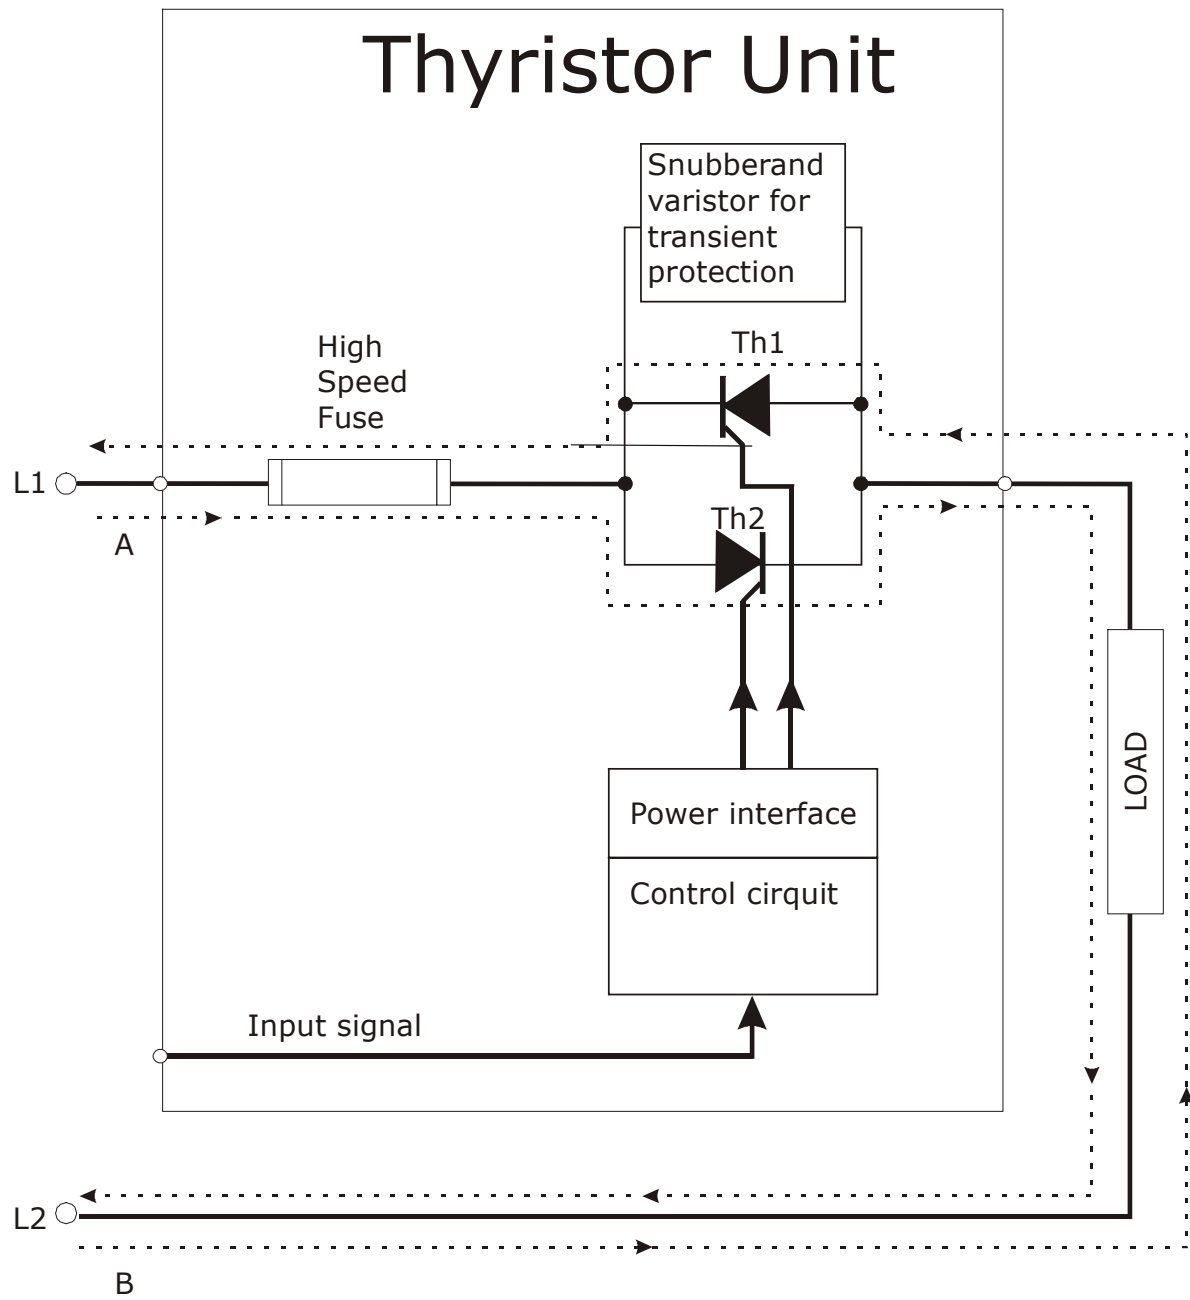 Thyristor Unit
Snubberand
varistor for
transient
protection
Th1
High
Speed
Fuse
L1
A
Th2
LOAD
Power interface
Control cirquit
Input signal
L2
B